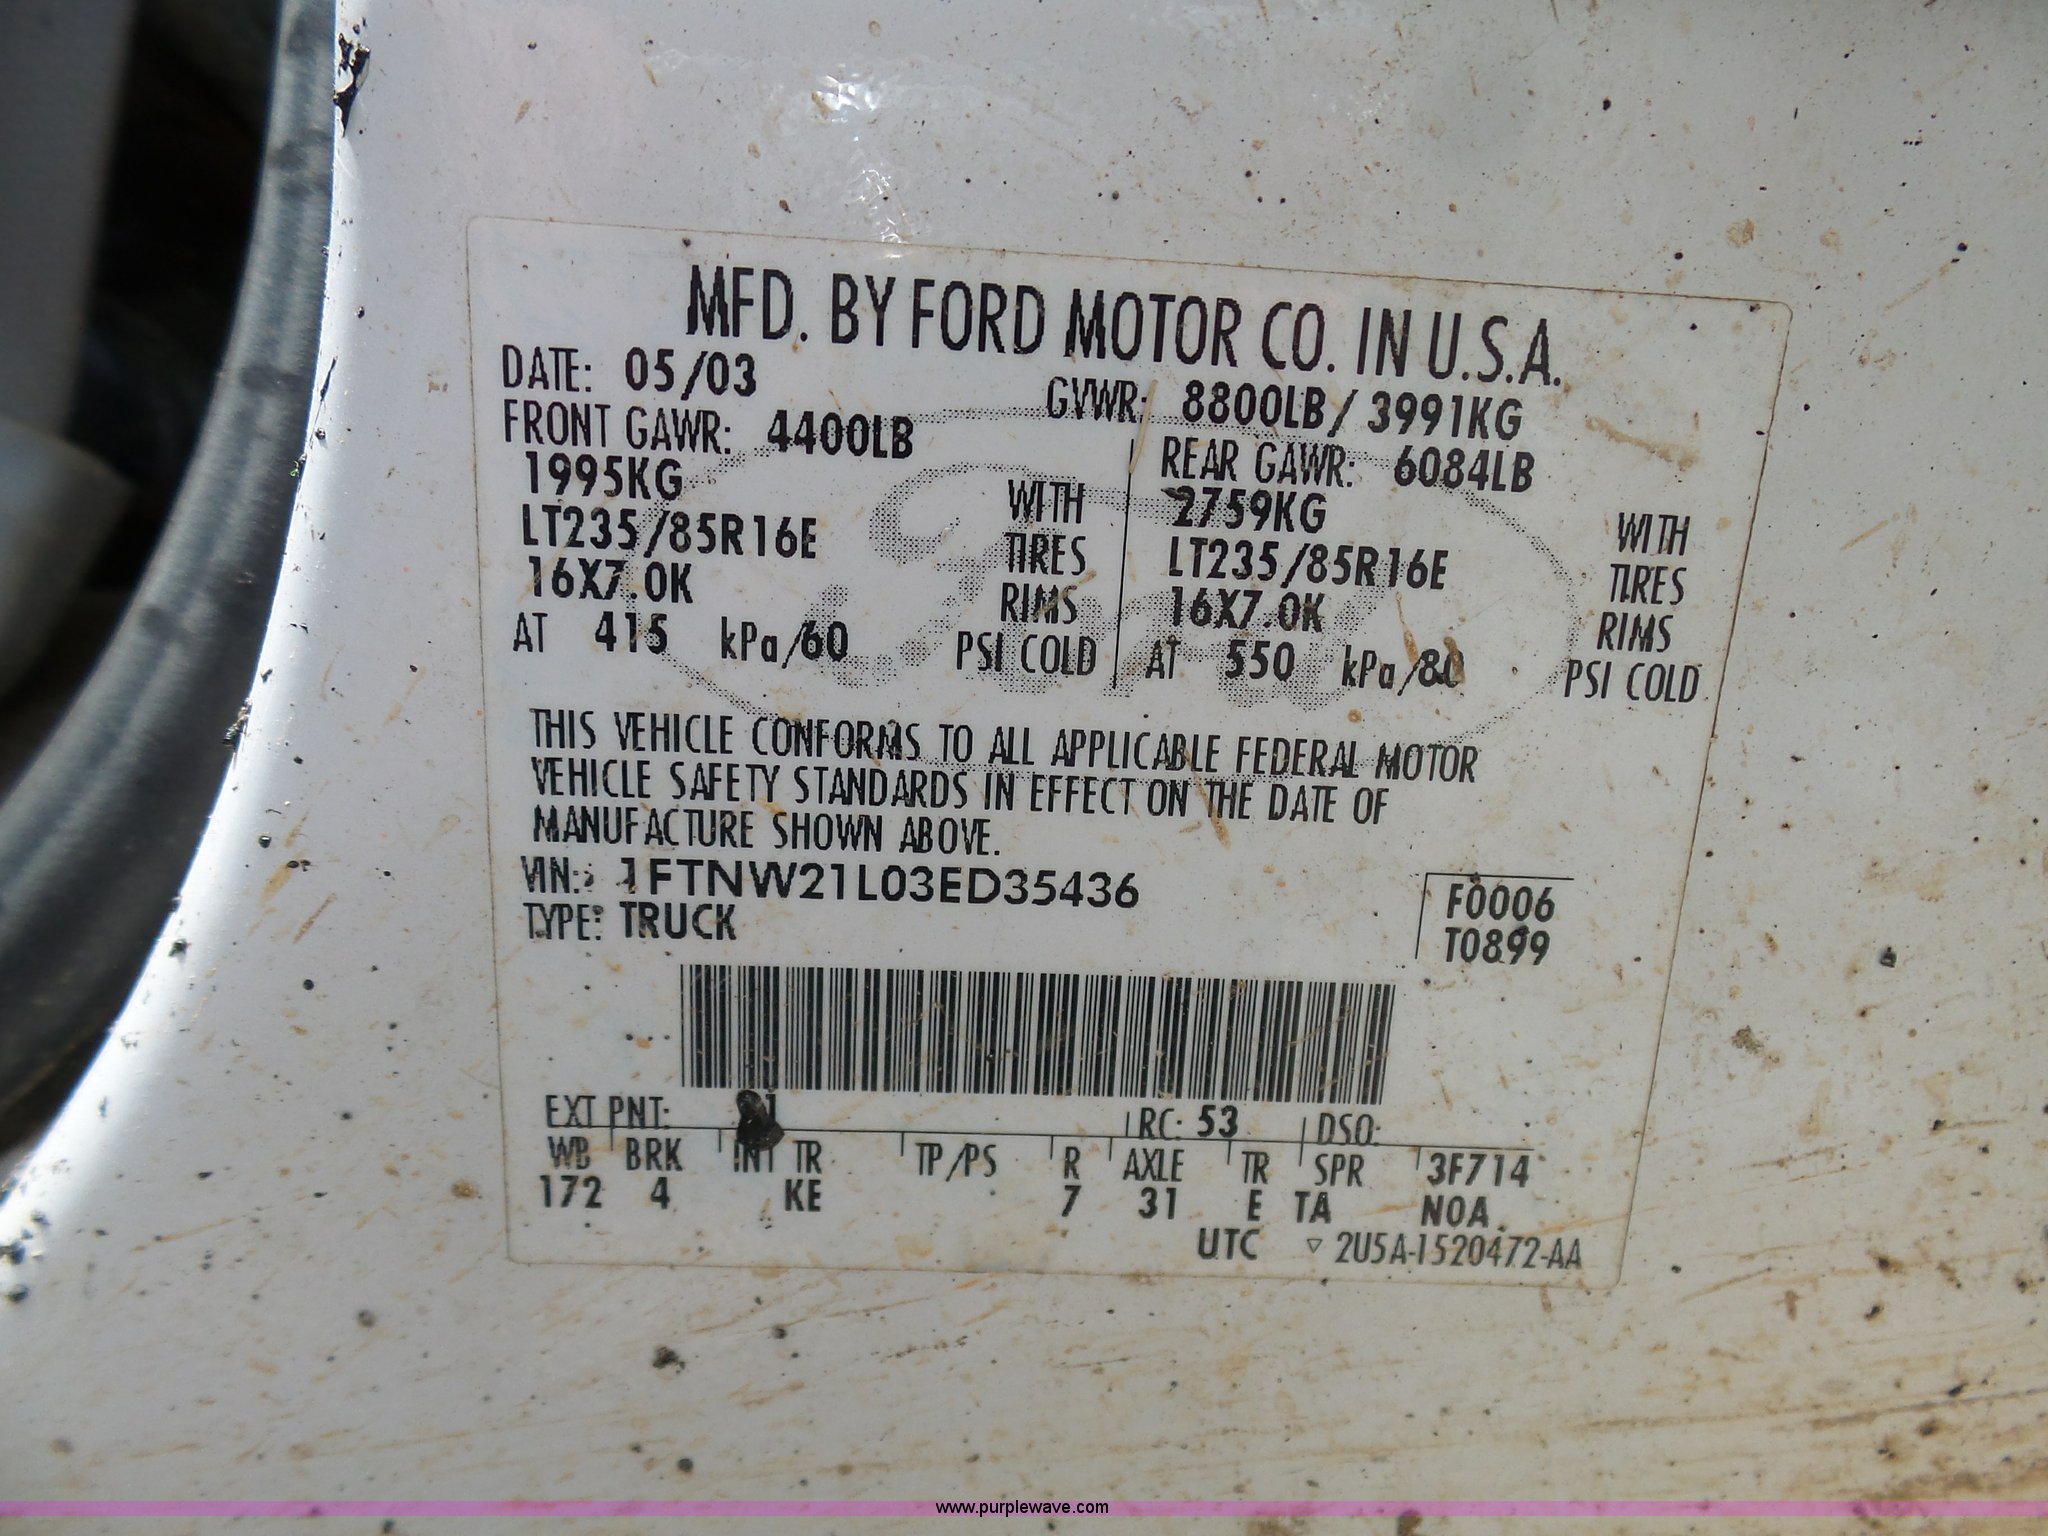 MFD. BY FORD MOTOR CO. IN U.S.A.
DATE: 05/03 GVWR: 8800LB/ 3991KG
FRONT GAWR: 4400LB REAR GAWR: 6084LB
1995KG WITH 2759KG WITH
LT235/85R16E TIRES LT235/85R16E TIRES
16X7.0K RIMS 16X7.0K RIMS
AT 415 kPa/60 PSI COLD AT 550 kPa/80 PSI COLD
THIS VEHICLE CONFORMS TO ALL APPLICABLE FEDERAL MOTOR
VEHICLE SAFETY STANDARDS IN EFFECT ON THE DATE OF
MANUFACTURE SHOWN ABOVE.
VIN: 1FTNW21L03ED35436 F0006
TYPE: TRUCK T0899
EXT PNT: RC: 53 DSO:
WB BRK INT TR TP/PS R AXLE TR SPR 3F714
172 4 KE 7 31 E TA NOA
UTC ▽ 2U5A-1520472-AA
www.purplewave.com